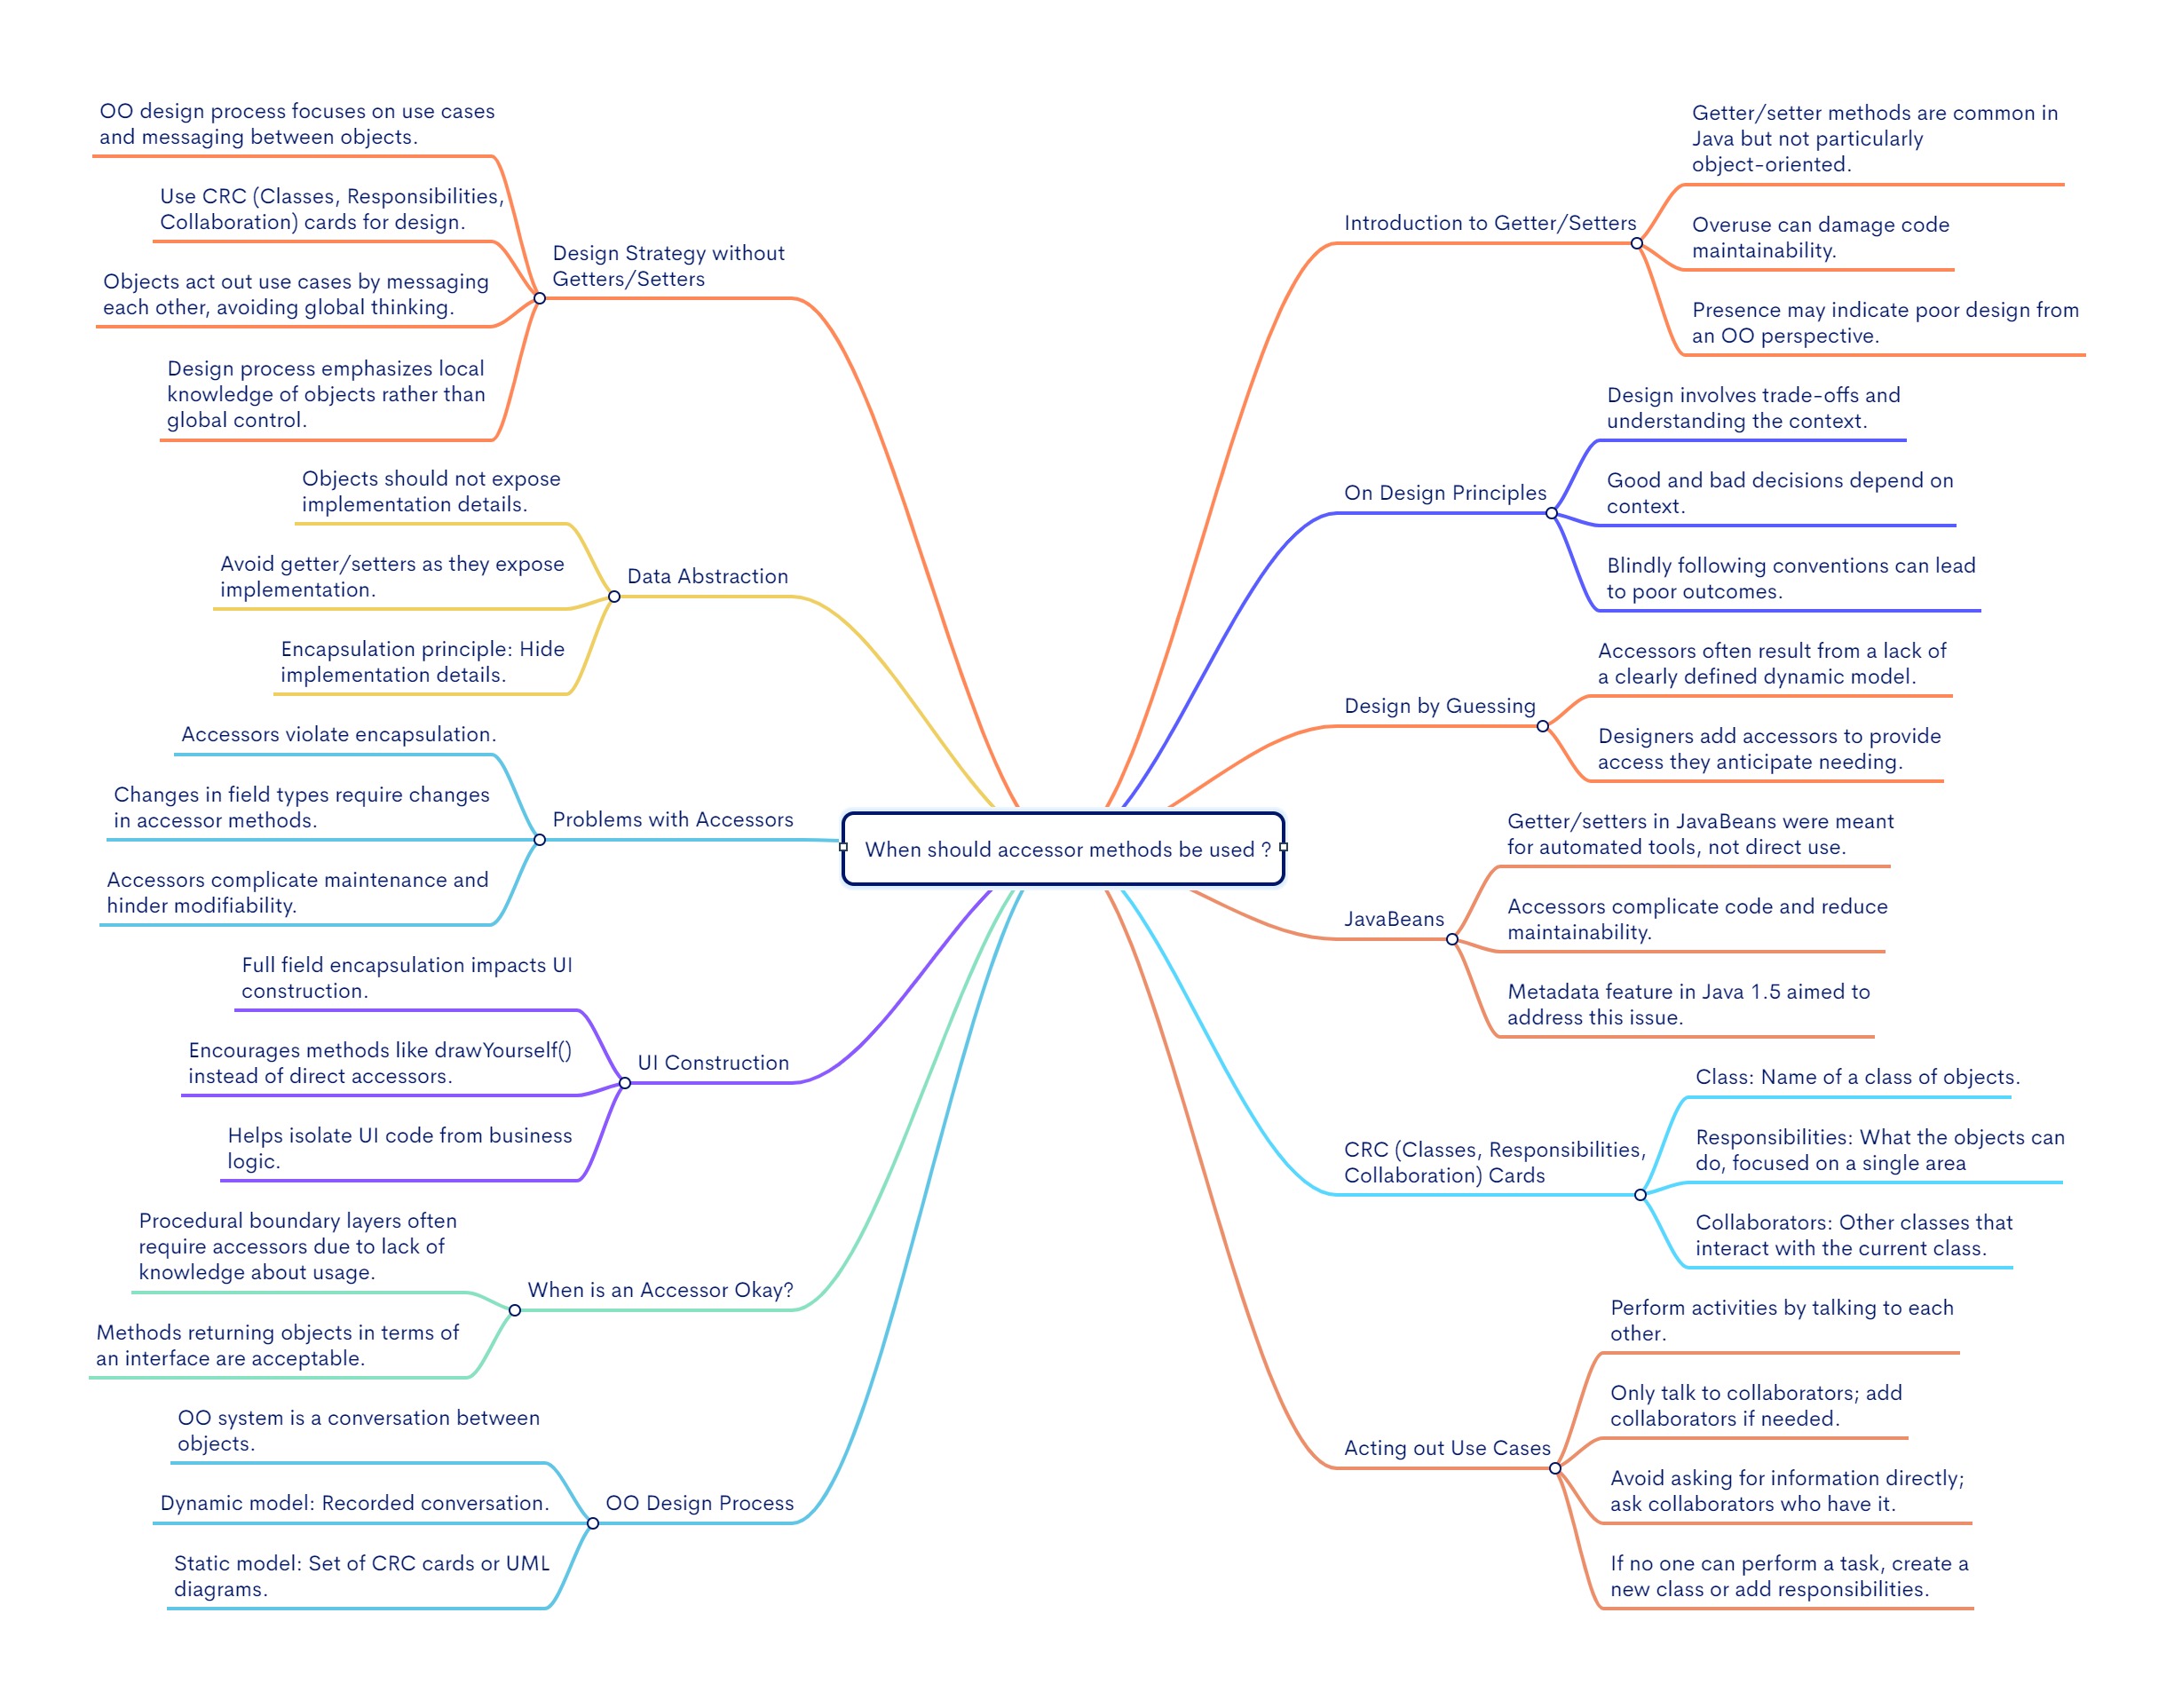 When should accessor methods be used ?
Introduction to Getter/Setters
Getter/setter methods are common in
Java but not particularly
object-oriented.
Overuse can damage code
maintainability.
Presence may indicate poor design from
an OO perspective.
On Design Principles
Design involves trade-offs and
understanding the context.
Good and bad decisions depend on
context.
Blindly following conventions can lead
to poor outcomes.
Design by Guessing
Accessors often result from a lack of
a clearly defined dynamic model.
Designers add accessors to provide
access they anticipate needing.
JavaBeans
Getter/setters in JavaBeans were meant
for automated tools, not direct use.
Accessors complicate code and reduce
maintainability.
Metadata feature in Java 1.5 aimed to
address this issue.
CRC (Classes, Responsibilities,
Collaboration) Cards
Class: Name of a class of objects.
Responsibilities: What the objects can
do, focused on a single area
Collaborators: Other classes that
interact with the current class.
Acting out Use Cases
Perform activities by talking to each
other.
Only talk to collaborators; add
collaborators if needed.
Avoid asking for information directly;
ask collaborators who have it.
If no one can perform a task, create a
new class or add responsibilities.
Design Strategy without
Getters/Setters
OO design process focuses on use cases
and messaging between objects.
Use CRC (Classes, Responsibilities,
Collaboration) cards for design.
Objects act out use cases by messaging
each other, avoiding global thinking.
Design process emphasizes local
knowledge of objects rather than
global control.
Data Abstraction
Objects should not expose
implementation details.
Avoid getter/setters as they expose
implementation.
Encapsulation principle: Hide
implementation details.
Problems with Accessors
Accessors violate encapsulation.
Changes in field types require changes
in accessor methods.
Accessors complicate maintenance and
hinder modifiability.
UI Construction
Full field encapsulation impacts UI
construction.
Encourages methods like drawYourself()
instead of direct accessors.
Helps isolate UI code from business
logic.
When is an Accessor Okay?
Procedural boundary layers often
require accessors due to lack of
knowledge about usage.
Methods returning objects in terms of
an interface are acceptable.
OO Design Process
OO system is a conversation between
objects.
Dynamic model: Recorded conversation.
Static model: Set of CRC cards or UML
diagrams.